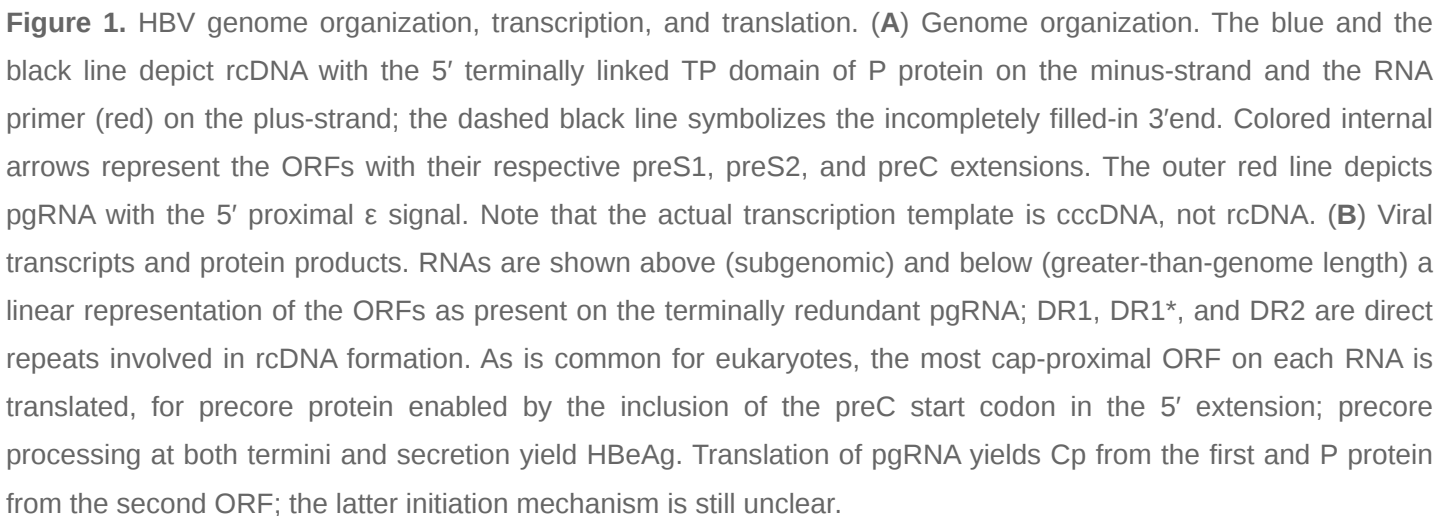 Figure 1. HBV genome organization, transcription, and translation. (A) Genome organization. The blue and the
black line depict rcDNA with the 5′ terminally linked TP domain of P protein on the minus-strand and the RNA
primer (red) on the plus-strand; the dashed black line symbolizes the incompletely filled-in 3′end. Colored internal
arrows represent the ORFs with their respective preS1, preS2, and preC extensions. The outer red line depicts
pgRNA with the 5′ proximal ε signal. Note that the actual transcription template is cccDNA, not rcDNA. (B) Viral
transcripts and protein products. RNAs are shown above (subgenomic) and below (greater-than-genome length) a
linear representation of the ORFs as present on the terminally redundant pgRNA; DR1, DR1*, and DR2 are direct
repeats involved in rcDNA formation. As is common for eukaryotes, the most cap-proximal ORF on each RNA is
translated, for precore protein enabled by the inclusion of the preC start codon in the 5′ extension; precore
processing at both termini and secretion yield HBeAg. Translation of pgRNA yields Cp from the first and P protein
from the second ORF; the latter initiation mechanism is still unclear.